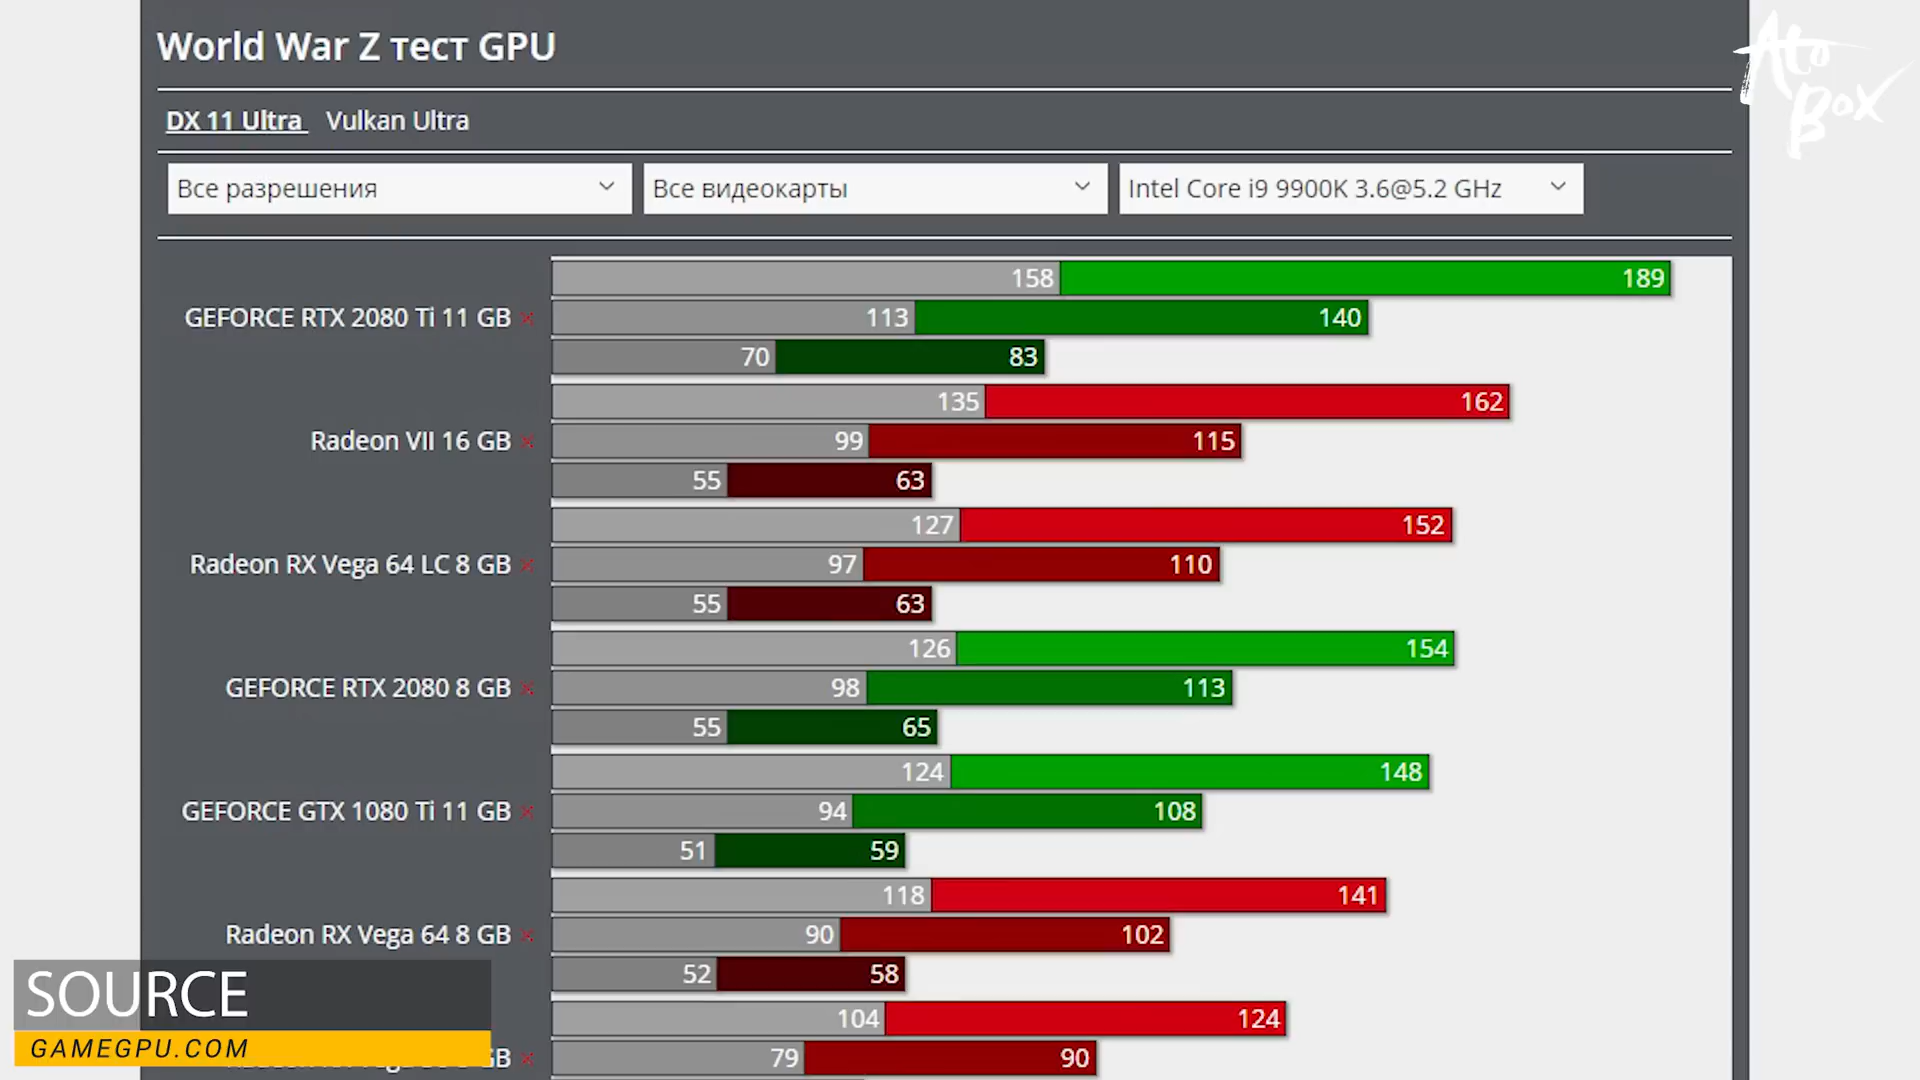 World War Z тест GPU
Ato
Box
DX 11 Ultra Vulkan Ultra
Все разрешения Все видеокарты Intel Core i9 9900K 3.6@5.2 GHz
158 189
GEFORCE RTX 2080 Ti 11 GB × 113 140
70 83
135 162
Radeon VII 16 GB × 99 115
55 63
127 152
Radeon RX Vega 64 LC 8 GB × 97 110
55 63
126 154
GEFORCE RTX 2080 8 GB × 98 113
55 65
124 148
GEFORCE GTX 1080 Ti 11 GB × 94 108
51 59
118 141
Radeon RX Vega 64 8 GB × 90 102
52 58
104 124
GB × 79 90
SOURCE
GAMEGPU.COM